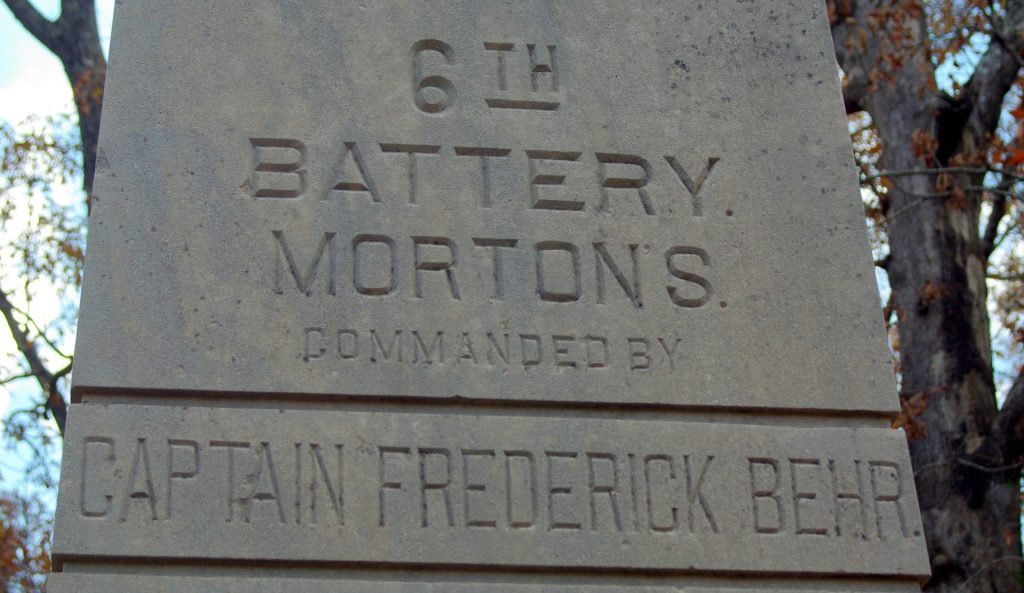 6TH
BATTERY.
MORTON'S.
COMMANDED BY
CAPTAIN FREDERICK BEHR.